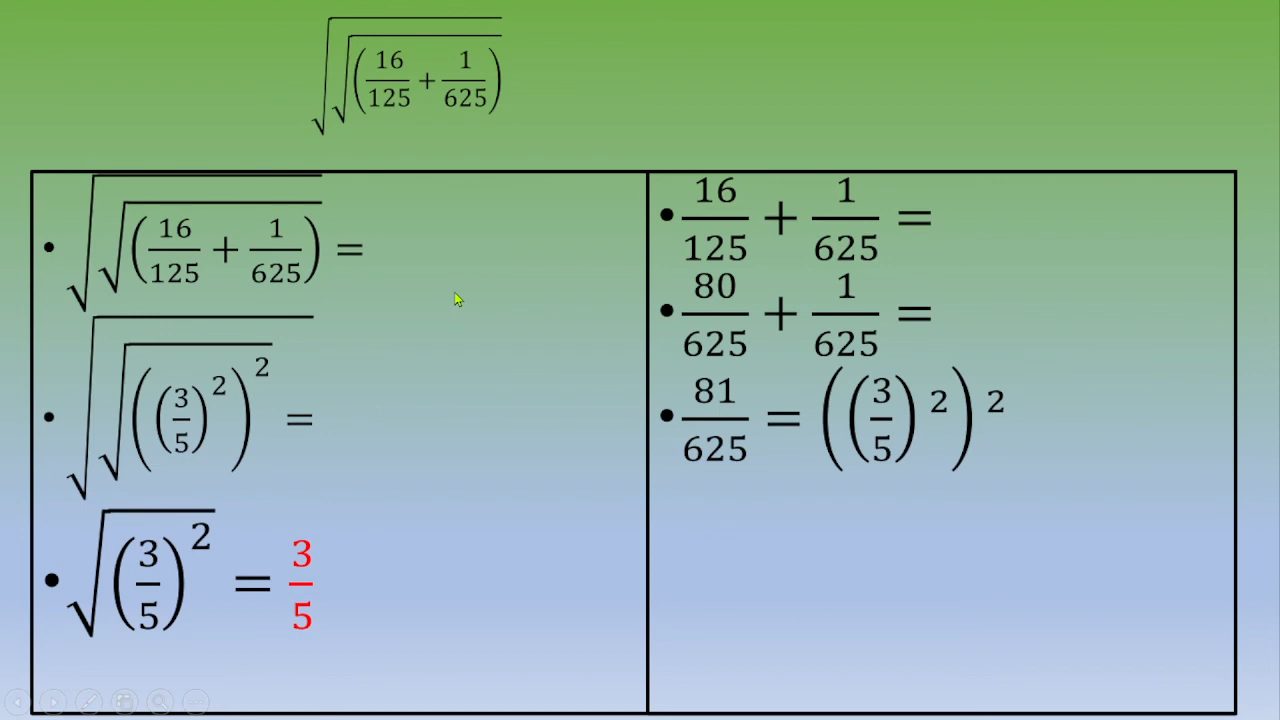 √(√((16/125 + 1/625)))
• √(√((16/125 + 1/625))) =
• √(√(((3/5)²)²)) =
• √((3/5)²) = 3/5
• 16/125 + 1/625 =
• 80/625 + 1/625 =
• 81/625 = ((3/5)²)²